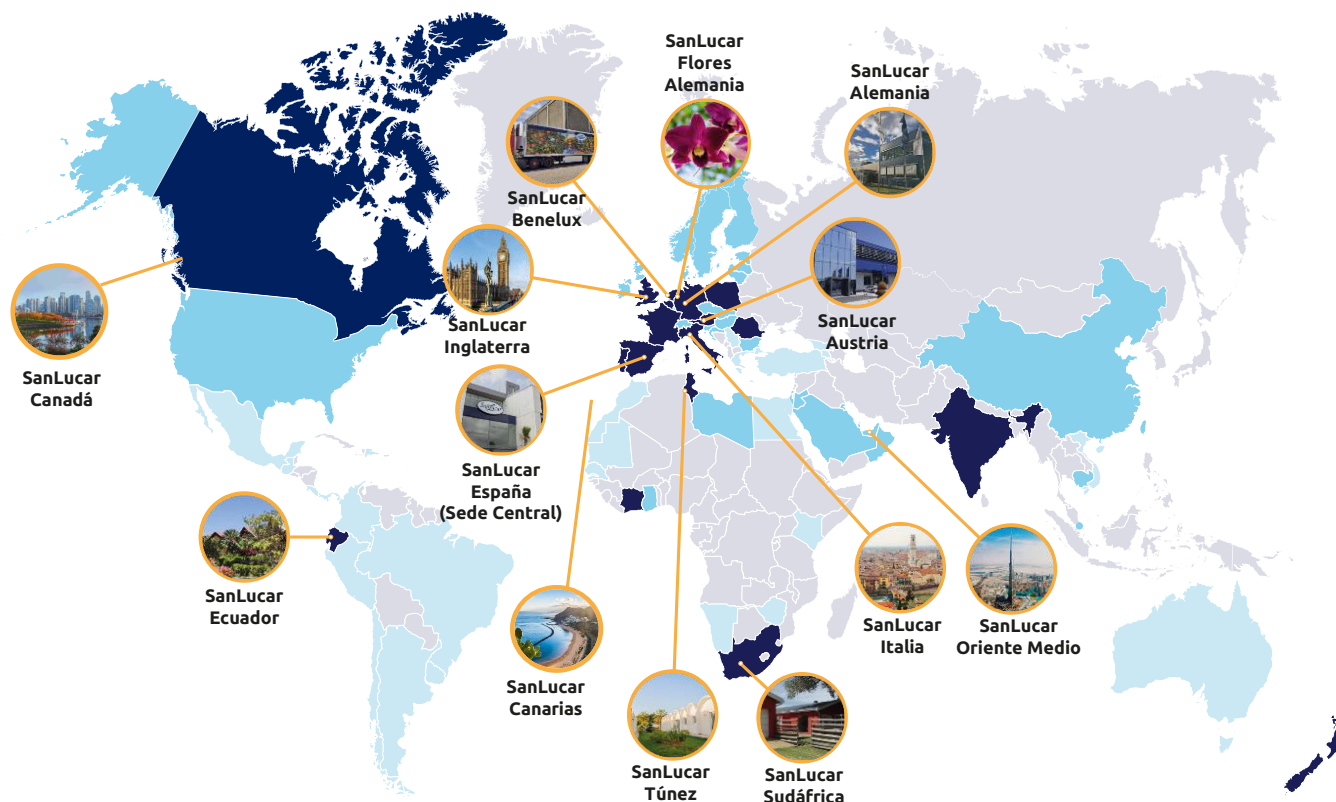 SanLucar
Flores
Alemania
SanLucar
Alemania
SanLucar
Benelux
SanLucar
Inglaterra
SanLucar
Austria
SanLucar
Canadá
SanLucar
España
(Sede Central)
SanLucar
Ecuador
SanLucar
Canarias
SanLucar
Italia
SanLucar
Oriente Medio
SanLucar
Túnez
SanLucar
Sudáfrica